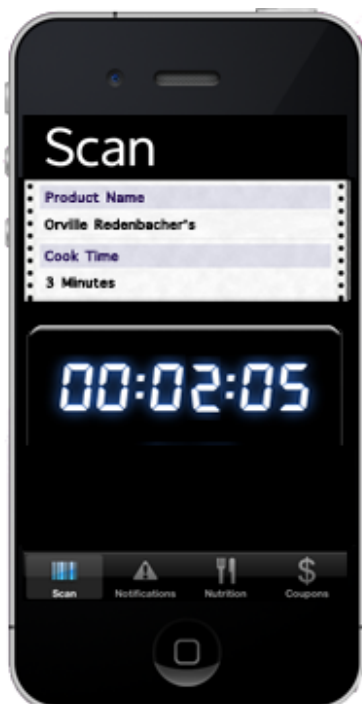 Scan
Product Name
Orville Redenbacher's
Cook Time
3 Minutes
00:02:05
Scan Notifications Nutrition Coupons